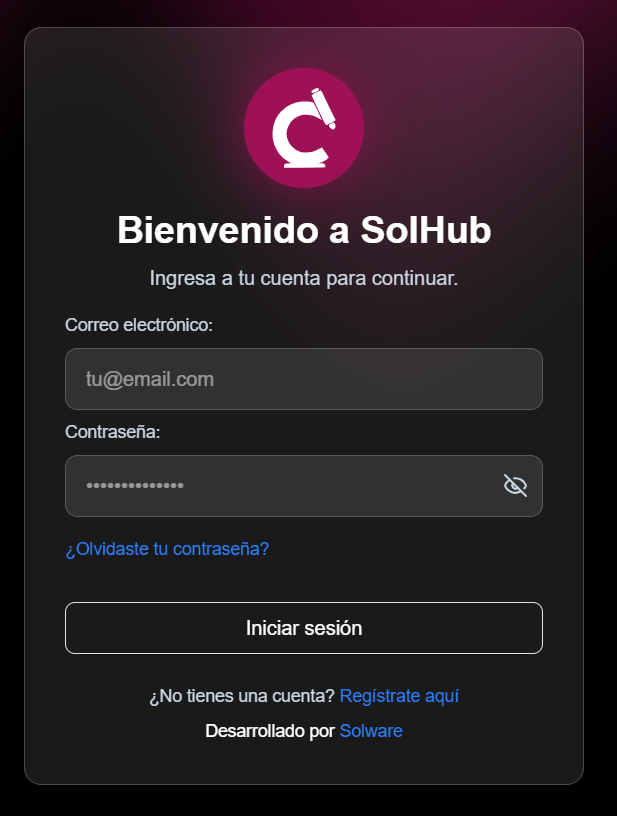 Bienvenido a SolHub
Ingresa a tu cuenta para continuar.
Correo electrónico:
tu@email.com
Contraseña:
••••••••••••••
¿Olvidaste tu contraseña?
Iniciar sesión
¿No tienes una cuenta? Regístrate aquí
Desarrollado por Solware